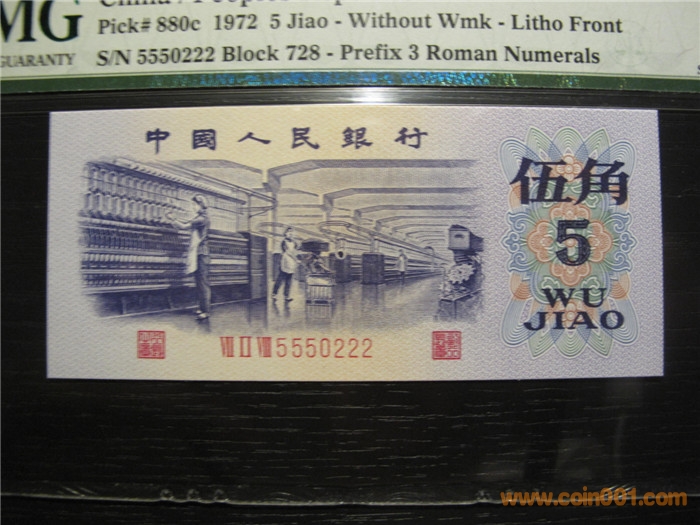 MG
GUARANTY
Pick# 880c 1972 5 Jiao - Without Wmk - Litho Front
S/N 5550222 Block 728 - Prefix 3 Roman Numerals
中國人民銀行
伍角
5
WU
JIAO
VII II VIII 5550222
www.coin001.com